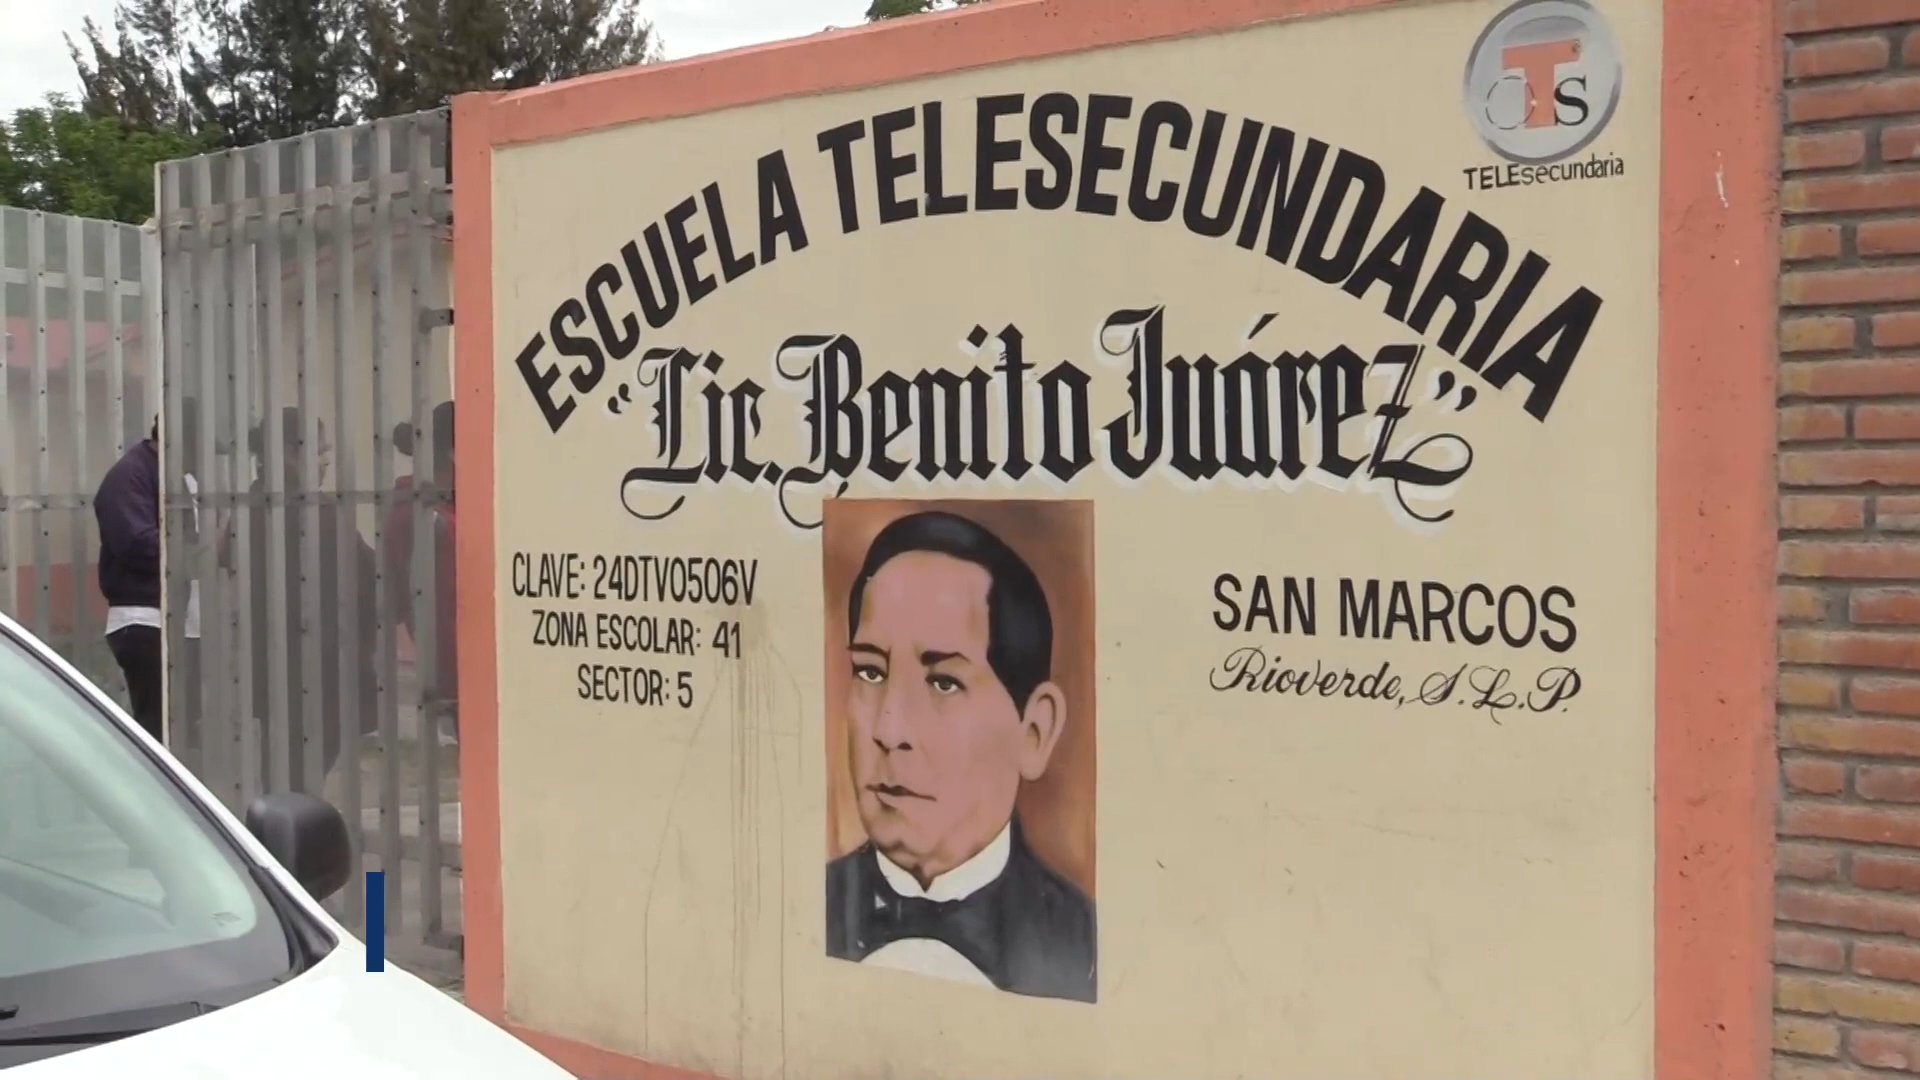 TS
TELEsecundaria
ESCUELA TELESECUNDARIA
"Lic. Benito Juárez"
CLAVE: 24DTV0506V
ZONA ESCOLAR: 41
SECTOR: 5
SAN MARCOS
Rioverde, S.L.P.